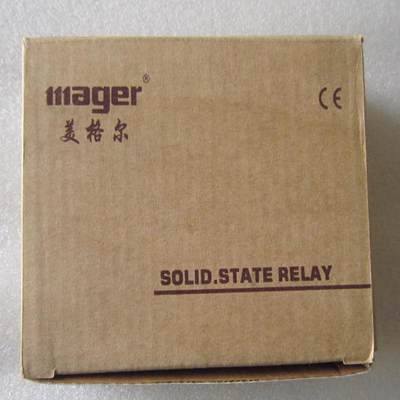 mager®
CE
美格尔
SOLID.STATE RELAY